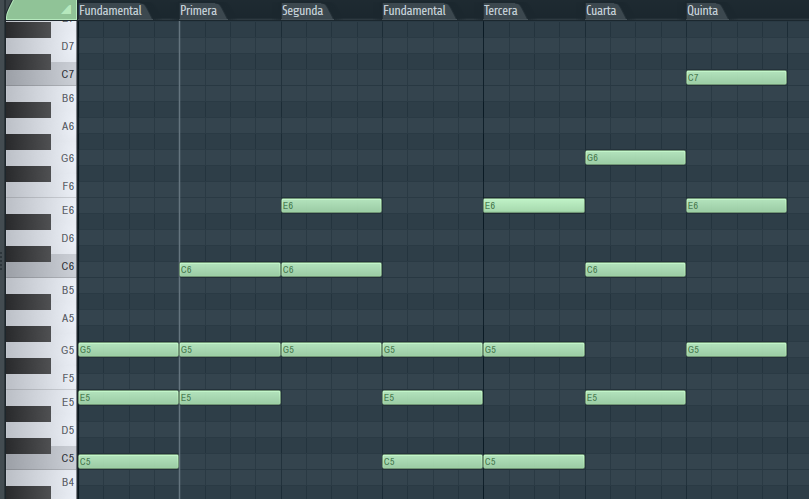 Fundamental Primera Segunda Fundamental Tercera Cuarta Quinta
D7
C7 C7
B6
A6
G6 G6
F6
E6 E6 E6 E6
D6
C6 C6 C6 C6
B5
A5
G5 G5 G5 G5 G5 G5 G5
F5
E5 E5 E5 E5 E5
D5
C5 C5 C5 C5
B4